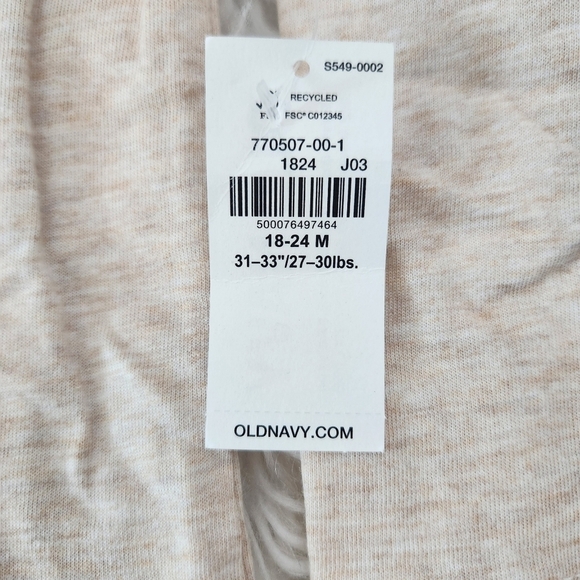 S549-0002
RECYCLED
FSC® C012345
770507-00-1
1824 J03
500076497464
18-24 M
31–33"/27–30lbs.
OLDNAVY.COM